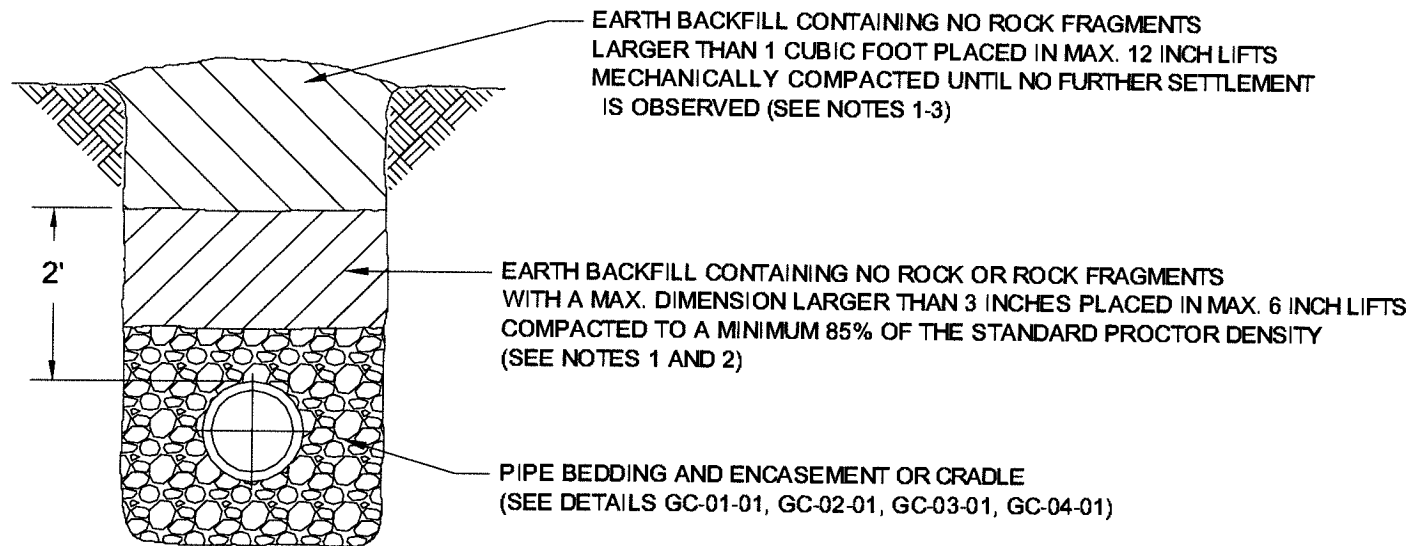 EARTH BACKFILL CONTAINING NO ROCK FRAGMENTS
LARGER THAN 1 CUBIC FOOT PLACED IN MAX. 12 INCH LIFTS
MECHANICALLY COMPACTED UNTIL NO FURTHER SETTLEMENT
IS OBSERVED (SEE NOTES 1-3)
2'
EARTH BACKFILL CONTAINING NO ROCK OR ROCK FRAGMENTS
WITH A MAX. DIMENSION LARGER THAN 3 INCHES PLACED IN MAX. 6 INCH LIFTS
COMPACTED TO A MINIMUM 85% OF THE STANDARD PROCTOR DENSITY
(SEE NOTES 1 AND 2)
PIPE BEDDING AND ENCASEMENT OR CRADLE
(SEE DETAILS GC-01-01, GC-02-01, GC-03-01, GC-04-01)